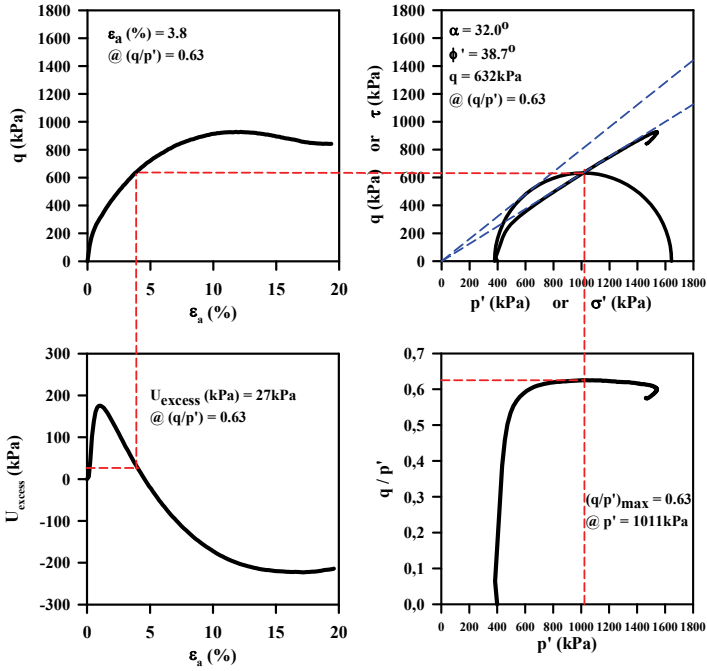 1800
1600
1400
1200
1000
800
600
400
200
0
q (kPa)
εa (%) = 3.8
@ (q/p') = 0.63
0 5 10 15 20
εa (%)
1800
1600
1400
1200
1000
800
600
400
200
0
q (kPa) or τ (kPa)
α = 32.0º
ϕ' = 38.7º
q = 632kPa
@ (q/p') = 0.63
0 200 400 600 800 1000 1200 1400 1600 1800
p' (kPa) or σ' (kPa)
300
200
100
0
-100
-200
-300
Uexcess (kPa)
Uexcess (kPa) = 27kPa
@ (q/p') = 0.63
0 5 10 15 20
εa (%)
0,7
0,6
0,5
0,4
0,3
0,2
0,1
0,0
q / p'
(q/p')max = 0.63
@ p' = 1011kPa
0 200 400 600 800 1000 1200 1400 1600 1800
p' (kPa)